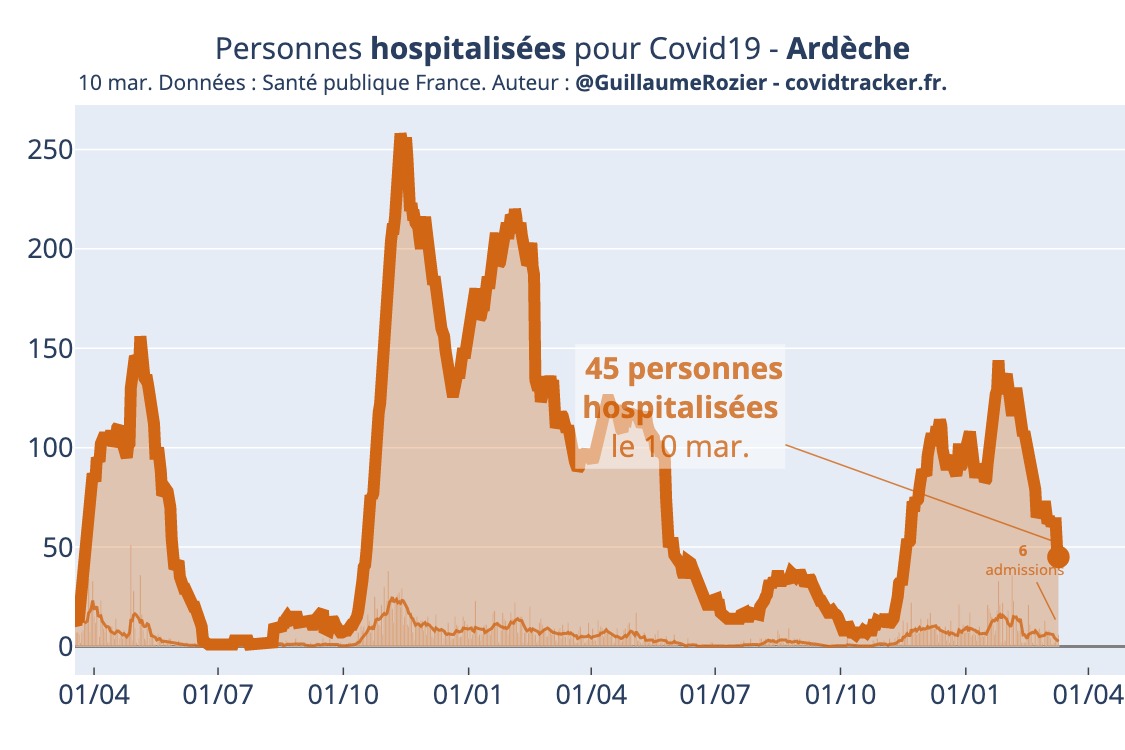 Personnes hospitalisées pour Covid19 - Ardèche
10 mar. Données : Santé publique France. Auteur : @GuillaumeRozier - covidtracker.fr.
250
200
150
100
50
0
45 personnes
hospitalisées
le 10 mar.
6
admissions
01/04 01/07 01/10 01/01 01/04 01/07 01/10 01/01 01/04